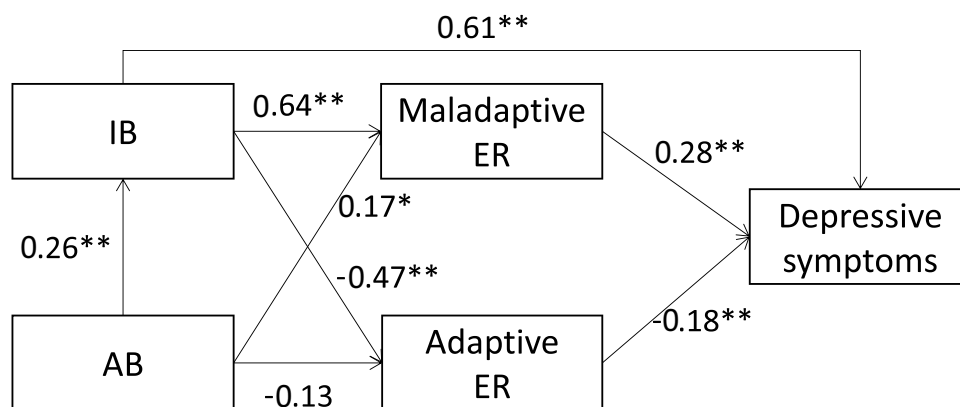 0.61**
IB
0.64**
Maladaptive
ER
0.28**
0.17*
Depressive
symptoms
0.26**
-0.47**
-0.18**
AB
Adaptive
ER
-0.13